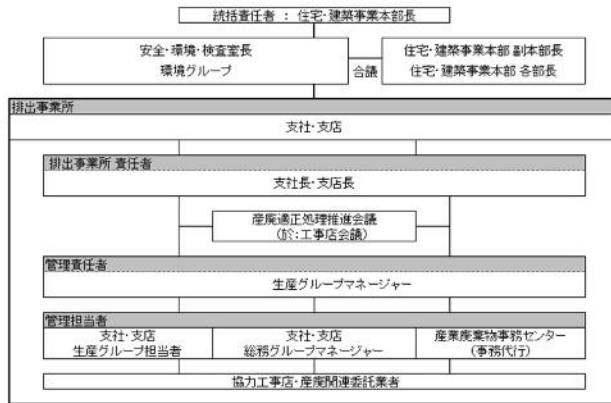 統括責任者 : 住宅・建築事業本部長
安全・環境・検査室長
環境グループ
合議
住宅・建築事業本部 副本部長
住宅・建築事業本部 各部長
排出事業所
支社・支店
排出事業所 責任者
支社長・支店長
産廃適正処理推進会議
(於:工事店会議)
管理責任者
生産グループマネージャー
管理担当者
支社・支店
生産グループ担当者
支社・支店
総務グループマネージャー
産業廃棄物事務センター
(事務代行)
協力工事店・産廃関連委託業者